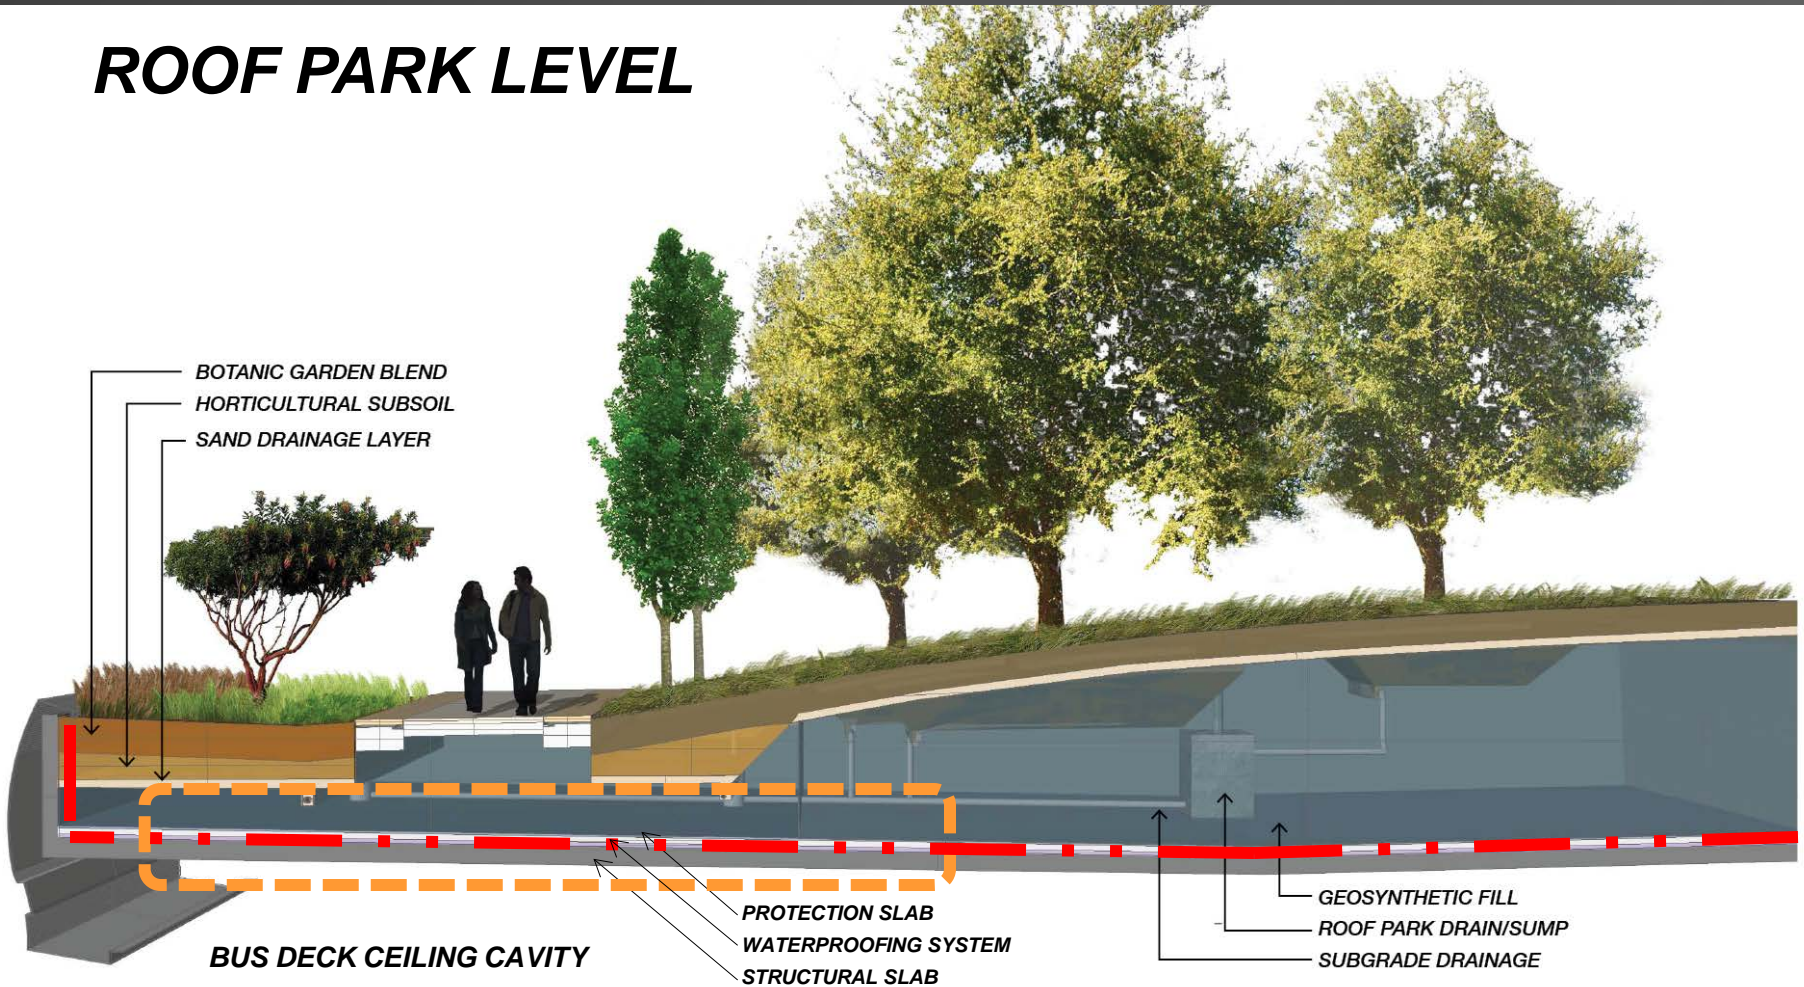 ROOF PARK LEVEL
BOTANIC GARDEN BLEND
HORTICULTURAL SUBSOIL
SAND DRAINAGE LAYER
PROTECTION SLAB
WATERPROOFING SYSTEM
STRUCTURAL SLAB
BUS DECK CEILING CAVITY
GEOSYNTHETIC FILL
ROOF PARK DRAIN/SUMP
SUBGRADE DRAINAGE